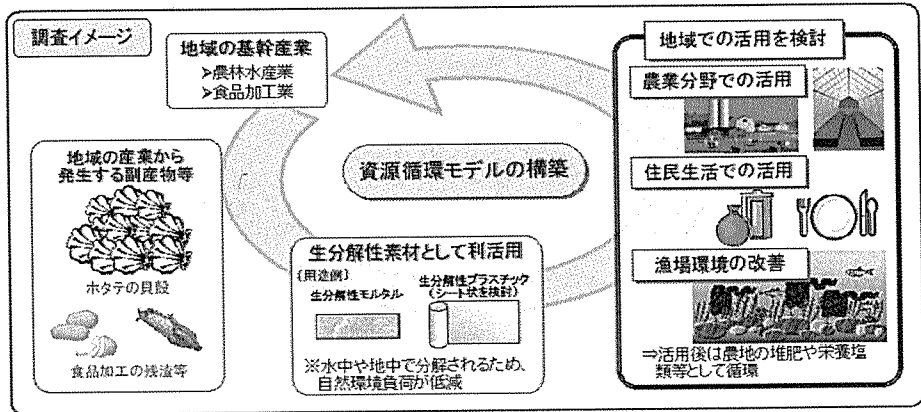 調査イメージ
地域の基幹産業
➢農林水産業
➢食品加工業
地域の産業から
発生する副産物等
ホタテの貝殻
食品加工の残渣等
資源循環モデルの構築
生分解性素材として利活用
〔用途例〕
生分解性モルタル
生分解性プラスチック
(シート状を検討)
※水中や地中で分解されるため、
自然環境負荷が低減
地域での活用を検討
農業分野での活用
住民生活での活用
漁場環境の改善
⇒活用後は農地の堆肥や栄養塩
類等として循環